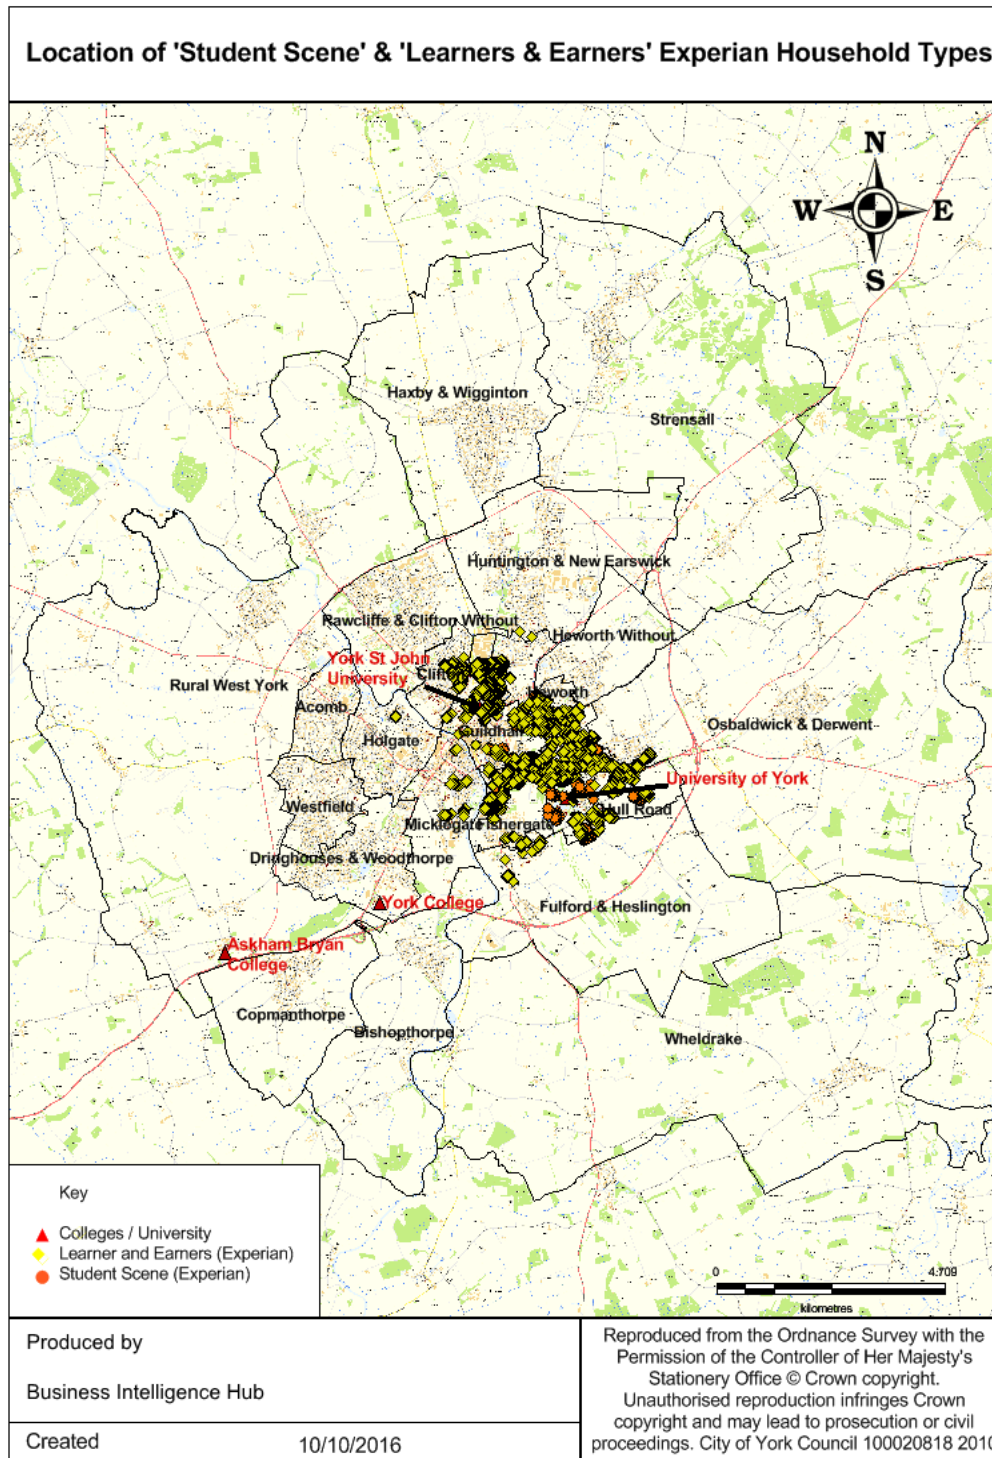 Location of 'Student Scene' & 'Learners & Earners' Experian Household Types
N
W
E
S
Haxby & Wigginton
Strensall
Huntington & New Earswick
Rawcliffe & Clifton Without
Heworth Without
York St John
University
Clifton
Rural West York
Heworth
Acomb
Osbaldwick & Derwent
Guildhall
Holgate
University of York
Westfield
Hull Road
Micklegate
Fishergate
Dringhouses & Woodthorpe
York College
Fulford & Heslington
Askham Bryan
College
Copmanthorpe
Bishopthorpe
Wheldrake
Key
Colleges / University
Learner and Earners (Experian)
Student Scene (Experian)
0
4.709
kilometres
Produced by
Business Intelligence Hub
Created
10/10/2016
Reproduced from the Ordnance Survey with the
Permission of the Controller of Her Majesty's
Stationery Office © Crown copyright.
Unauthorised reproduction infringes Crown
copyright and may lead to prosecution or civil
proceedings. City of York Council 100020818 2010